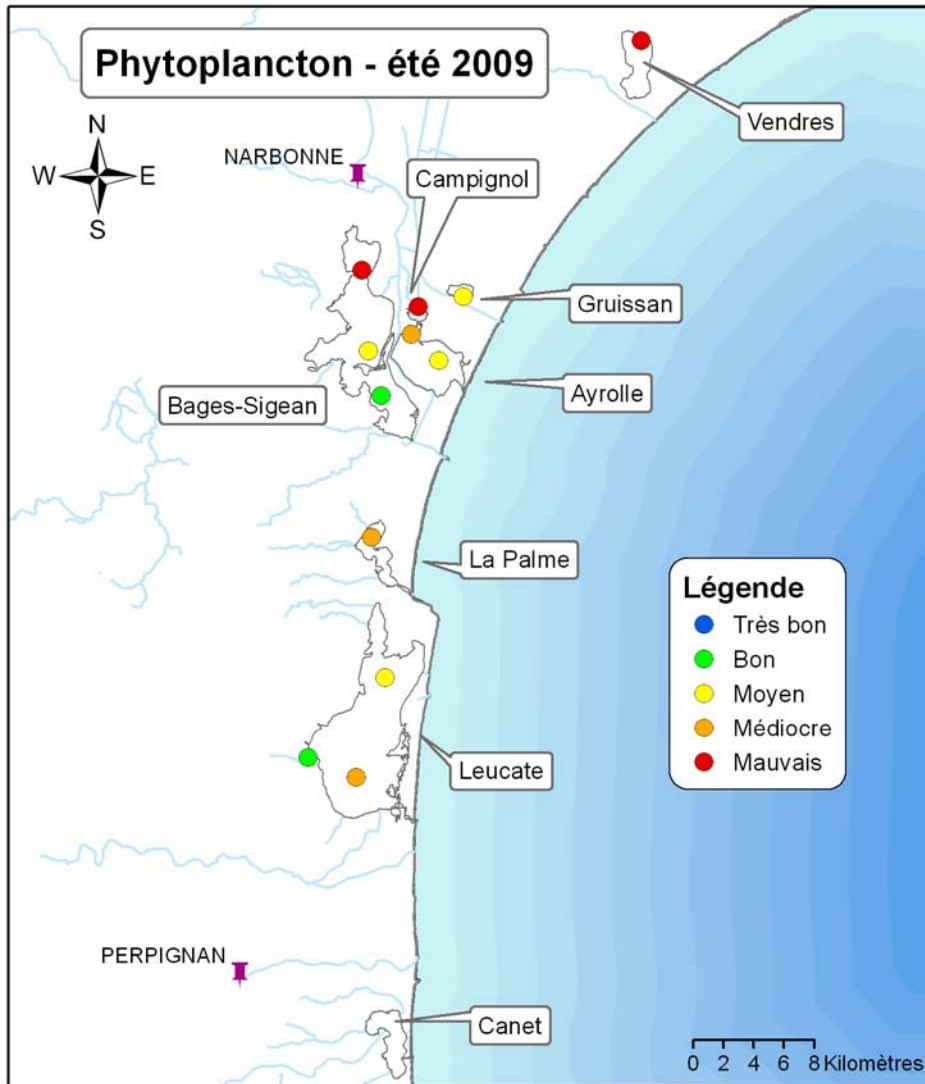 Phytoplancton - été 2009
Vendres
N
W
E
S
NARBONNE
Campignol
Gruissan
Ayrolle
Bages-Sigean
La Palme
Légende
Très bon
Bon
Moyen
Médiocre
Mauvais
Leucate
PERPIGNAN
Canet
0 2 4 6 8 Kilomètres